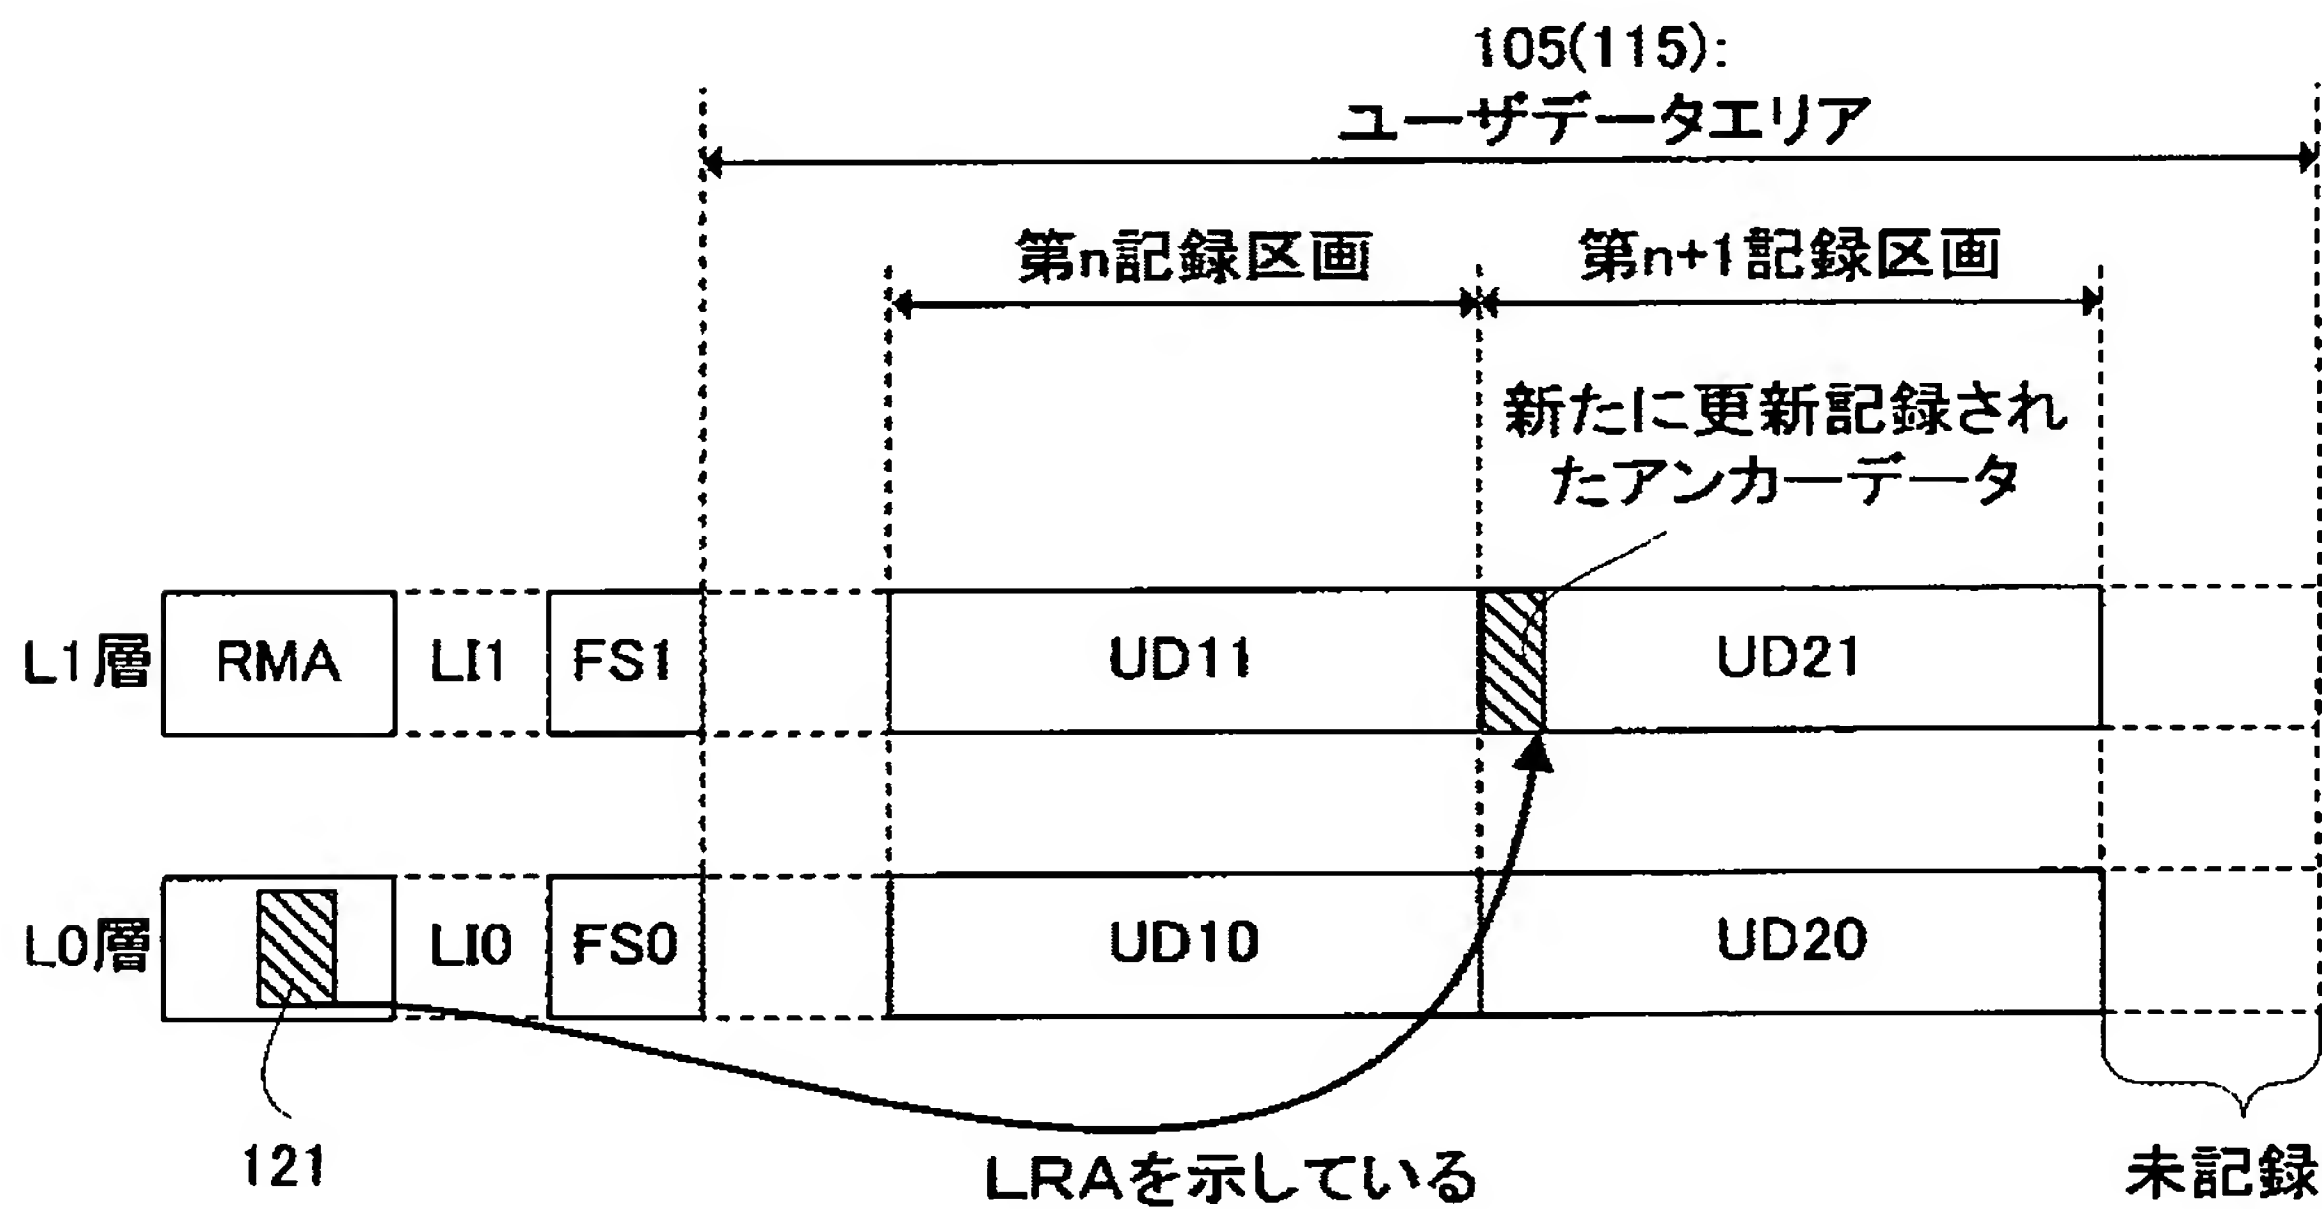 105(115):
ユーザデータエリア
第n記録区画
第n+1記録区画
新たに更新記録され
たアンカーデータ
L1層
RMA
LI1
FS1
UD11
UD21
L0層
LI0
FS0
UD10
UD20
121
LRAを示している
未記録